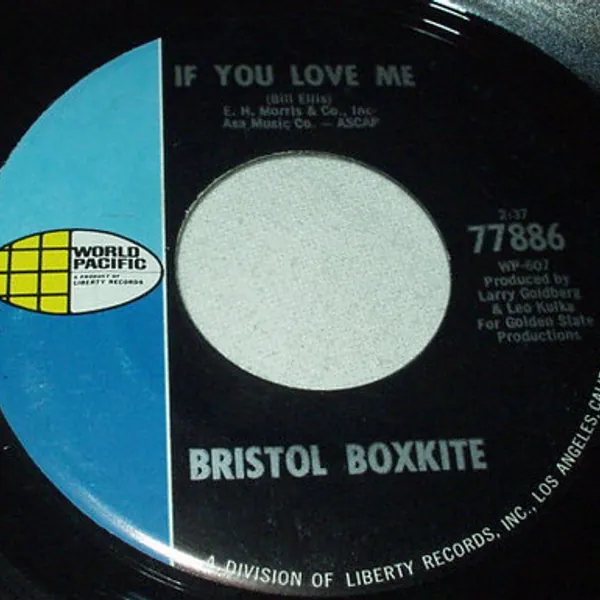 IF YOU LOVE ME
(Bill Ellis)
E. H. Morris & Co., Inc-
Asa Music Co. — ASCAP
WORLD
PACIFIC
A PRODUCT OF
LIBERTY RECORDS
2:37
77886
WP-607
Produced by
Larry Goldberg
& Leo Kulka
For Golden State
Productions
BRISTOL BOXKITE
A DIVISION OF LIBERTY RECORDS, INC., LOS ANGELES, CALIF